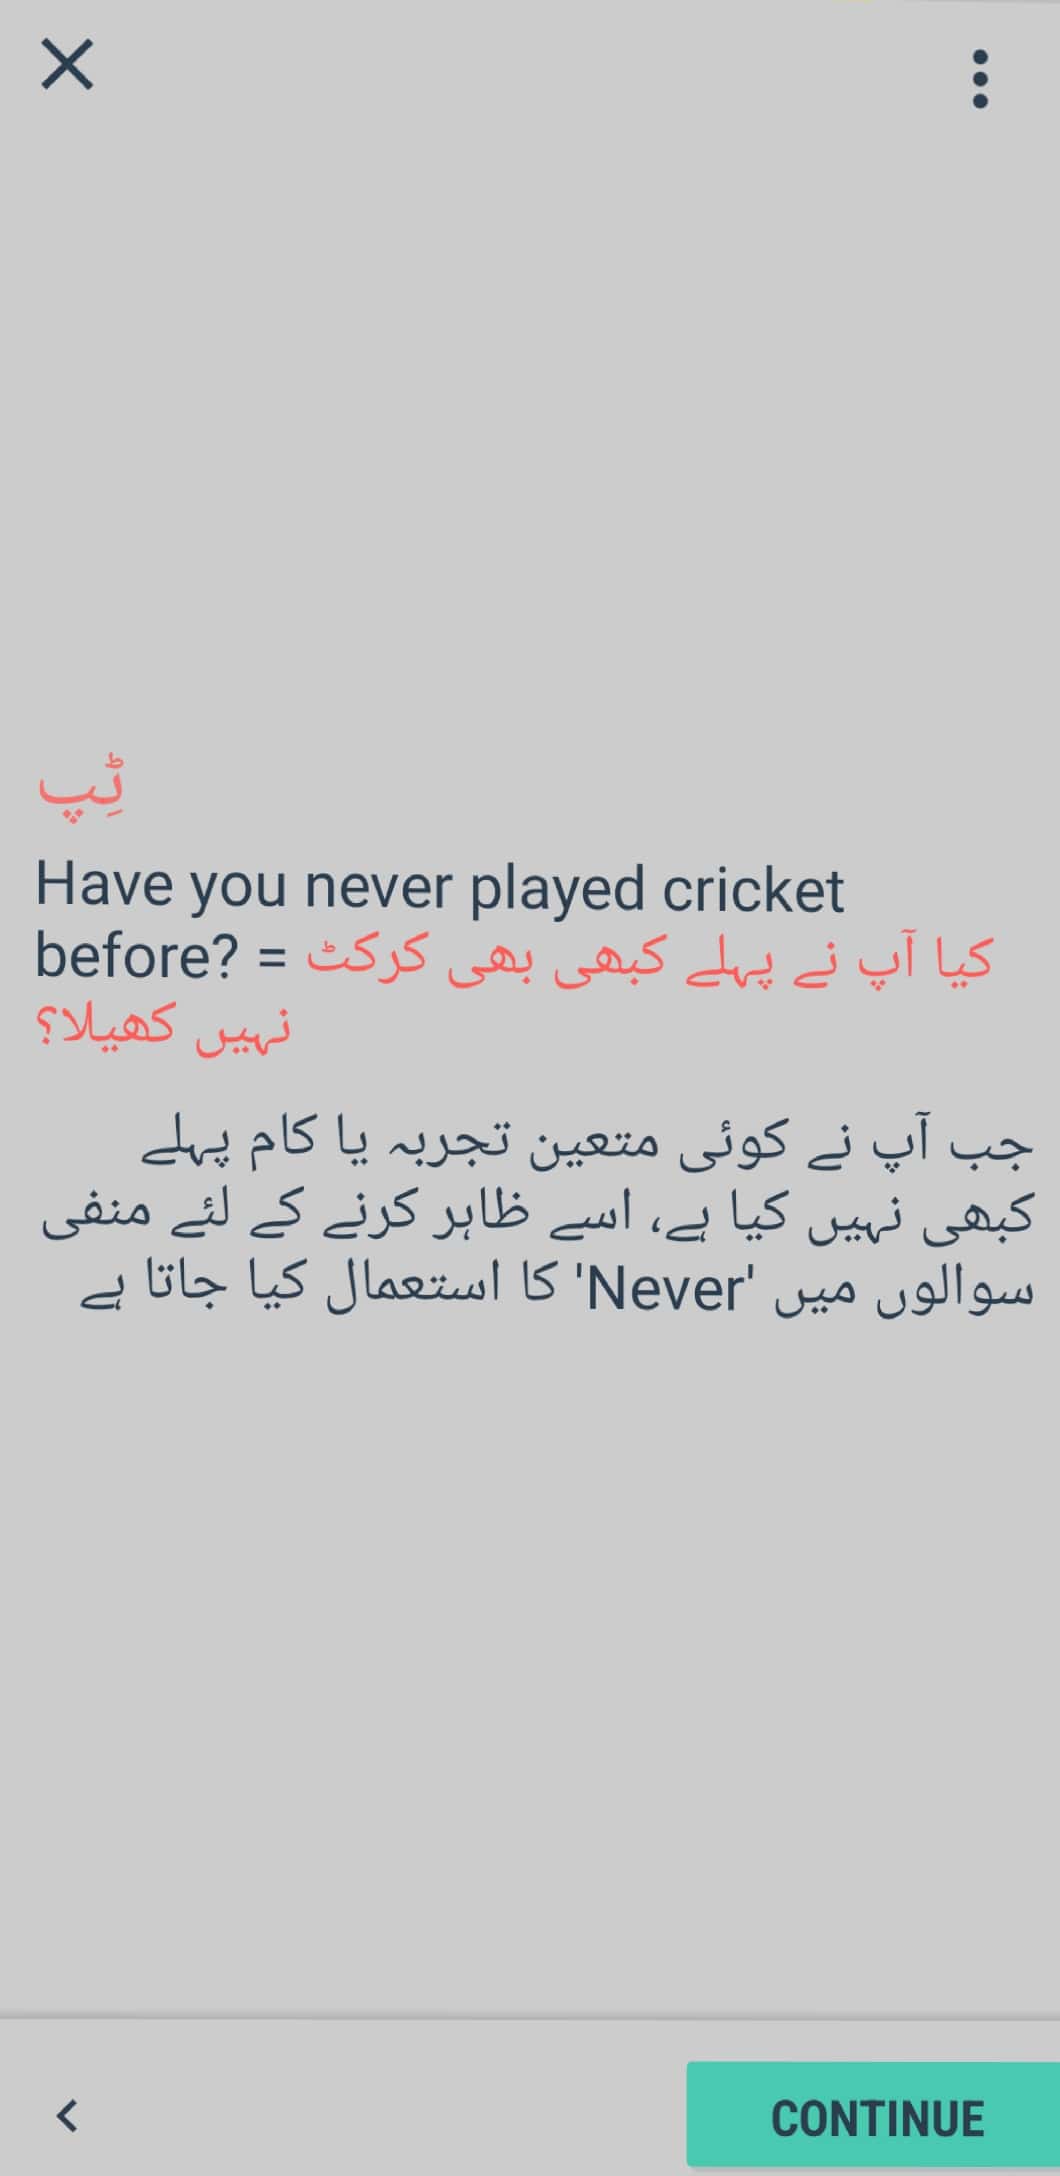 ٹِپ
Have you never played cricket
before? = کیا آپ نے پہلے کبھی بھی کرکٹ
نہیں کھیلا؟
جب آپ نے کوئی متعین تجربہ یا کام پہلے
کبھی نہیں کیا ہے، اسے ظاہر کرنے کے لئے منفی
سوالوں میں 'Never' کا استعمال کیا جاتا ہے
CONTINUE